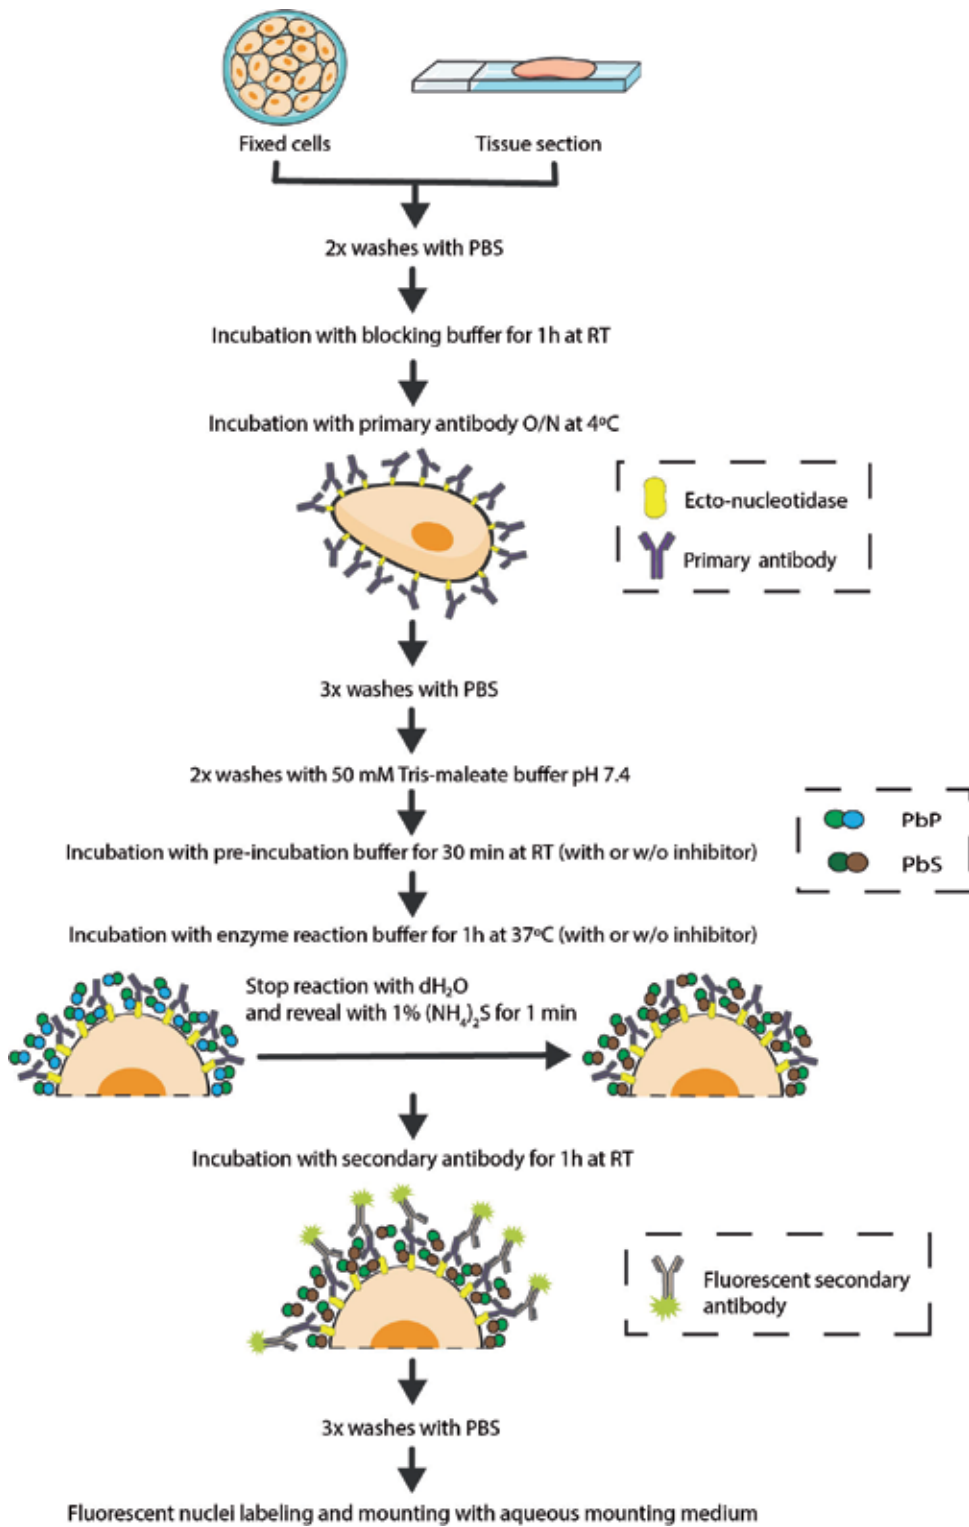 Fixed cells
Tissue section
2x washes with PBS
Incubation with blocking buffer for 1h at RT
Incubation with primary antibody O/N at 4ºC
Ecto-nucleotidase
Primary antibody
3x washes with PBS
2x washes with 50 mM Tris-maleate buffer pH 7.4
PbP
PbS
Incubation with pre-incubation buffer for 30 min at RT (with or w/o inhibitor)
Incubation with enzyme reaction buffer for 1h at 37ºC (with or w/o inhibitor)
Stop reaction with dH₂O
and reveal with 1% (NH₄)₂S for 1 min
Incubation with secondary antibody for 1h at RT
Fluorescent secondary
antibody
3x washes with PBS
Fluorescent nuclei labeling and mounting with aqueous mounting medium